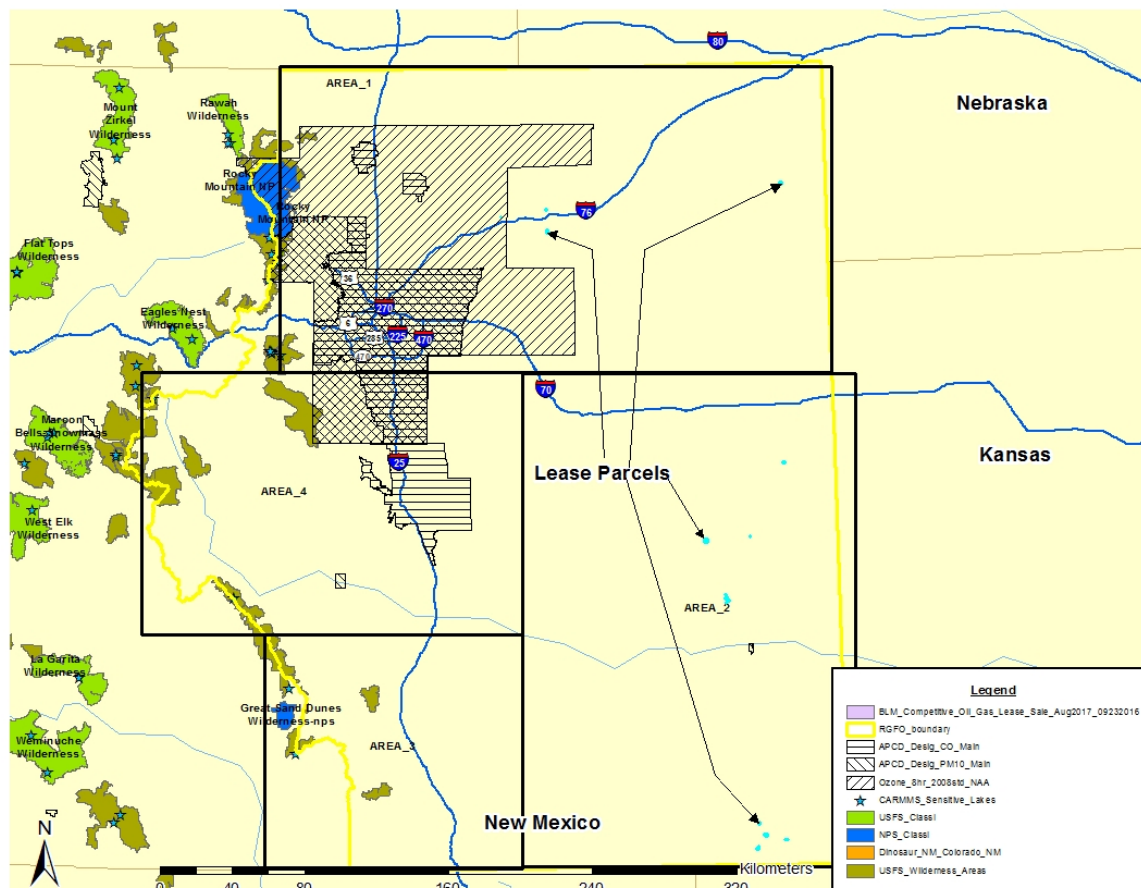 80
AREA_1
Nebraska
Mount
Zirkel
Wilderness
Rawah
Wilderness
Rocky
Mountain NP
Rocky
Mountain NP
76
Flat Tops
Wilderness
36
Eagles Nest
Wilderness
270
6
285
225
470
470
70
Maroon
Bells-Snowmass
Wilderness
25
Kansas
Lease Parcels
AREA_4
West Elk
Wilderness
AREA_2
La Garita
Wilderness
Great Sand Dunes
Wilderness-nps
Weminuche
Wilderness
AREA_3
New Mexico
N
0 40 80 160 240 320
Kilometers
Legend
BLM_Competitive_Oil_Gas_Lease_Sale_Aug2017_09232016
RGFO_boundary
APCD_Desig_CO_Main
APCD_Desig_PM10_Main
Ozone_8hr_2008std_NAA
CARMMS_Sensitive_Lakes
USFS_ClassI
NPS_ClassI
Dinosaur_NM_Colorado_NM
USFS_Wilderness_Areas